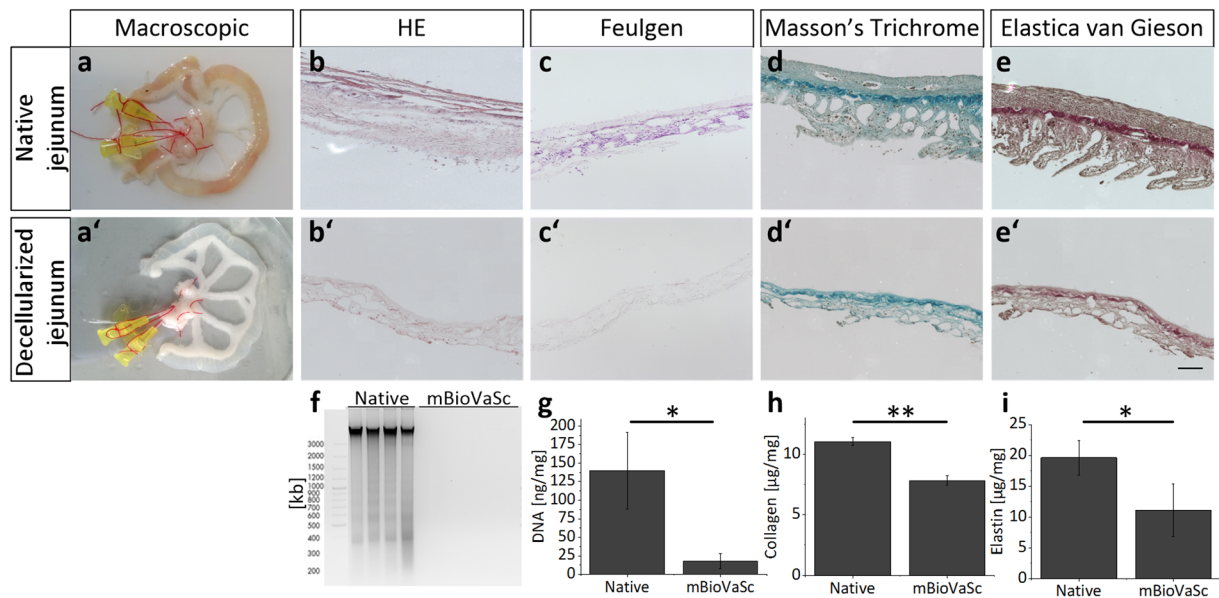 Macroscopic
HE
Feulgen
Masson's Trichrome
Elastica van Gieson
Native
jejunum
a
b
c
d
e
Decellularized
jejunum
a‘
b‘
c‘
d‘
e‘
f
Native
mBioVaSc
[kb]
3000
2000
1500
1200
1000
900
800
700
600
500
400
300
200
g
*
DNA [ng/mg]
200
175
150
125
100
75
50
25
0
Native
mBioVaSc
h
**
Collagen [µg/mg]
10
5
0
Native
mBioVaSc
i
*
Elastin [µg/mg]
25
20
15
10
5
0
Native
mBioVaSc